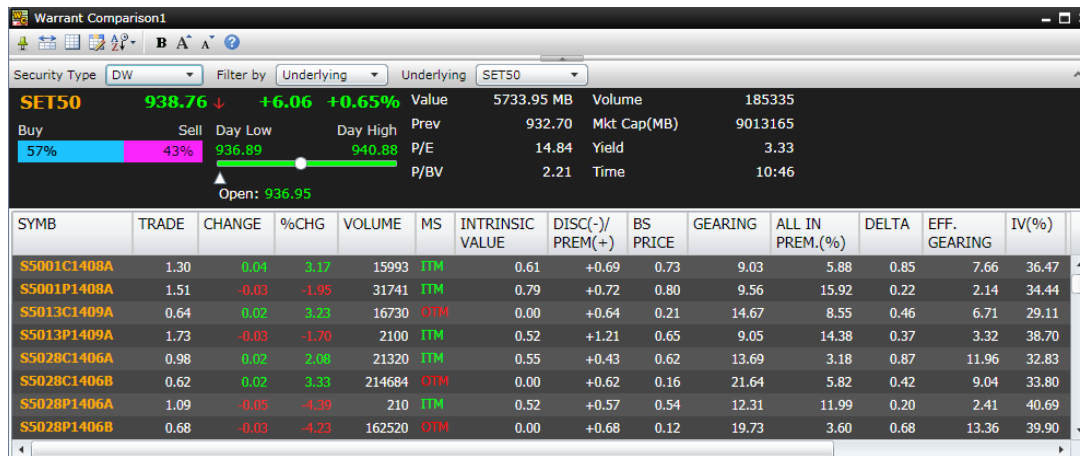 Warrant Comparison1
B A A ?
Security Type DW Filter by Underlying Underlying SET50
SET50 938.76 ↓ +6.06 +0.65% Value 5733.95 MB Volume 185335
Prev 932.70 Mkt Cap(MB) 9013165
Buy Sell Day Low Day High
57% 43% 936.89 940.88 P/E 14.84 Yield 3.33
P/BV 2.21 Time 10:46
Open: 936.95
SYMB TRADE CHANGE %CHG VOLUME MS INTRINSIC VALUE DISC(-)/ PREM(+) BS PRICE GEARING ALL IN PREM.(%) DELTA EFF. GEARING IV(%)
S5001C1408A 1.30 0.04 3.17 15993 ITM 0.61 +0.69 0.73 9.03 5.88 0.85 7.66 36.47
S5001P1408A 1.51 -0.03 -1.95 31741 ITM 0.79 +0.72 0.80 9.56 15.92 0.22 2.14 34.44
S5013C1409A 0.64 0.02 3.23 16730 OTM 0.00 +0.64 0.21 14.67 8.55 0.46 6.71 29.11
S5013P1409A 1.73 -0.03 -1.70 2100 ITM 0.52 +1.21 0.65 9.05 14.38 0.37 3.32 38.70
S5028C1406A 0.98 0.02 2.08 21320 ITM 0.55 +0.43 0.62 13.69 3.18 0.87 11.96 32.83
S5028C1406B 0.62 0.02 3.33 214684 OTM 0.00 +0.62 0.16 21.64 5.82 0.42 9.04 33.80
S5028P1406A 1.09 -0.05 -4.39 210 ITM 0.52 +0.57 0.54 12.31 11.99 0.20 2.41 40.69
S5028P1406B 0.68 -0.03 -4.23 162520 OTM 0.00 +0.68 0.12 19.73 3.60 0.68 13.36 39.90